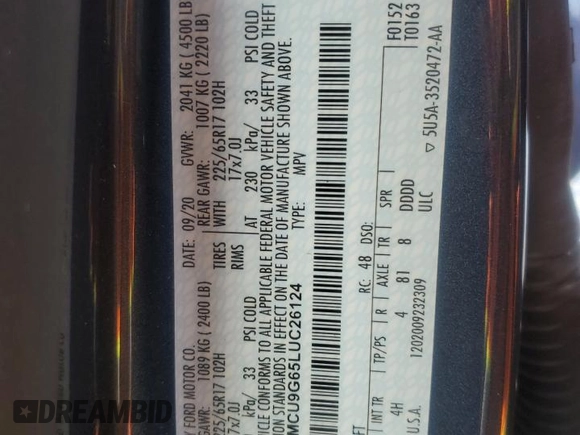 Y FORD MOTOR CO. DATE: 09/20 GVWR: 2041 KG ( 4500 LB
GAWR: 1089 KG ( 2400 LB) REAR GAWR: 1007 KG ( 2220 LB)
225/65R17 102H TIRES WITH 225/65R17 102H
17x7.0J RIMS 17x7.0J
kPa/ 33 PSI COLD AT 230 kPa/ 33 PSI COLD
VEHICLE CONFORMS TO ALL APPLICABLE FEDERAL MOTOR VEHICLE SAFETY AND THEFT
STANDARDS IN EFFECT ON THE DATE OF MANUFACTURE SHOWN ABOVE.
TYPE: MPV
MCU9G65LUC26124
F0152
T0163
RC: 48 DSO:
FT INT TR TP/PS R AXLE TR SPR
4H 4 81 8 DDDD
U.S.A. 1202009232309 ULC
▽ 5U5A-3520472-AA
DREAMBID